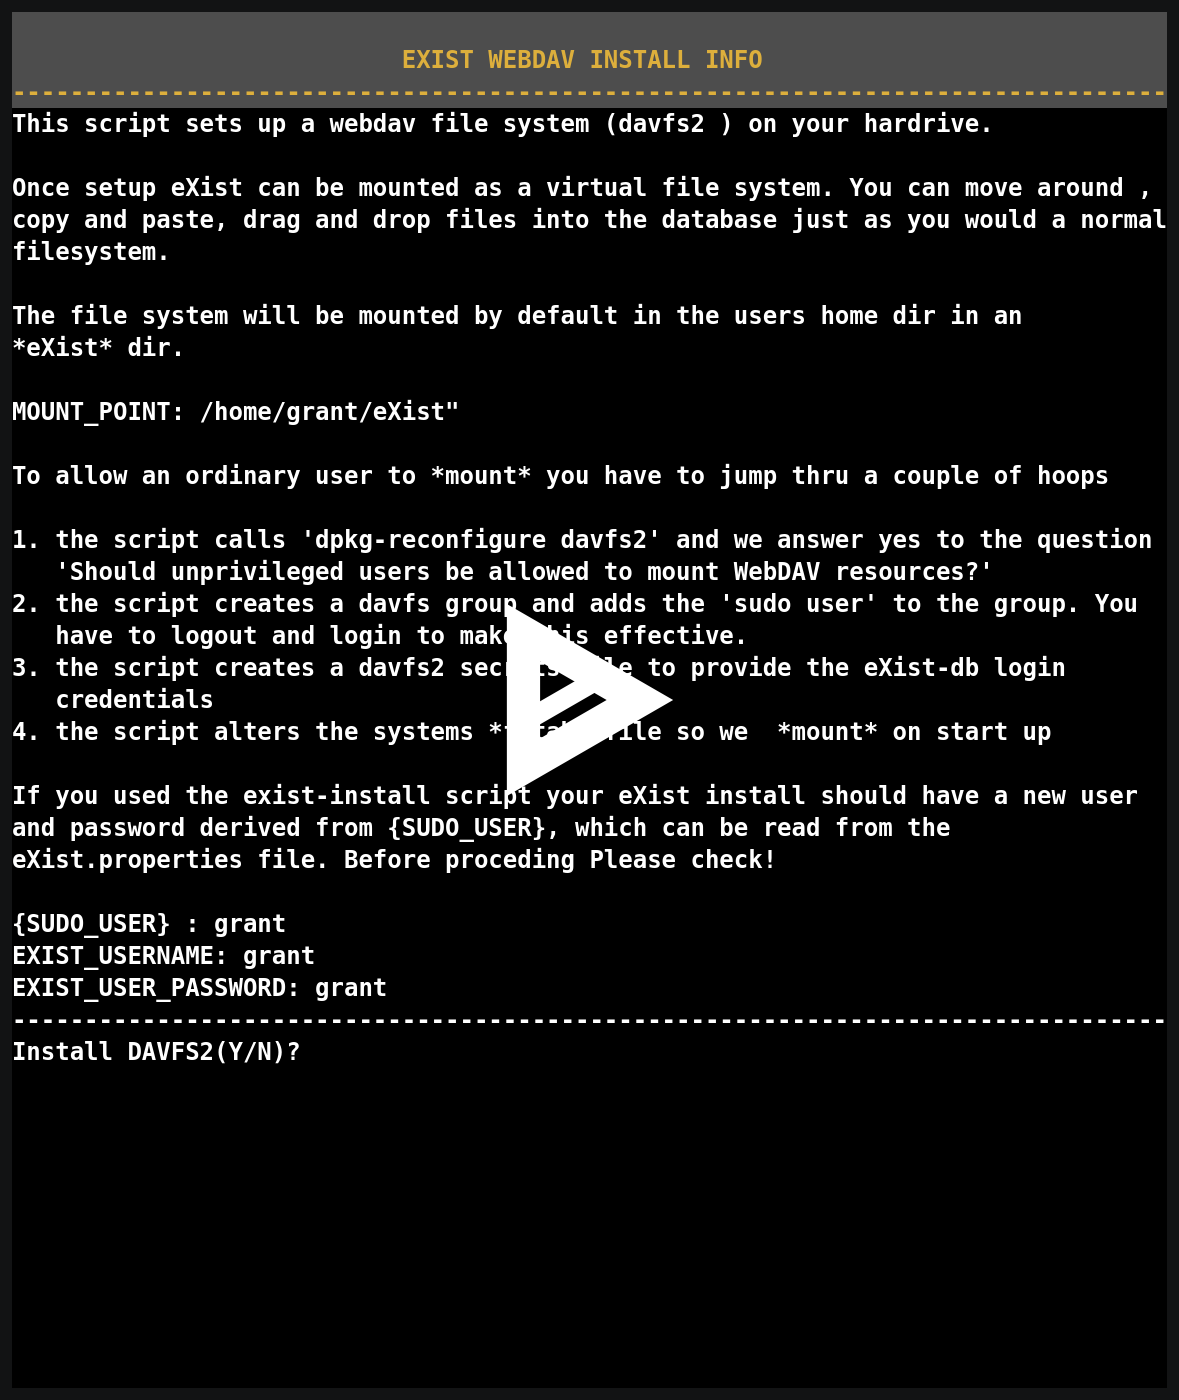 EXIST WEBDAV INSTALL INFO
--------------------------------------------------------------------------------
This script sets up a webdav file system (davfs2 ) on your hardrive.
Once setup eXist can be mounted as a virtual file system. You can move around ,
copy and paste, drag and drop files into the database just as you would a normal
filesystem.
The file system will be mounted by default in the users home dir in an
*eXist* dir.
MOUNT_POINT: /home/grant/eXist"
To allow an ordinary user to *mount* you have to jump thru a couple of hoops
1. the script calls 'dpkg-reconfigure davfs2' and we answer yes to the question
'Should unprivileged users be allowed to mount WebDAV resources?'
2. the script creates a davfs group and adds the 'sudo user' to the group. You
have to logout and login to make this effective.
3. the script creates a davfs2 secrets file to provide the eXist-db login
credentials
4. the script alters the systems file so we  *mount* on start up
If you used the exist-install script your eXist install should have a new user
and password derived from {SUDO_USER}, which can be read from the
eXist.properties file. Before proceding Please check!
{SUDO_USER} : grant
EXIST_USERNAME: grant
EXIST_USER_PASSWORD: grant
--------------------------------------------------------------------------------
Install DAVFS2(Y/N)?